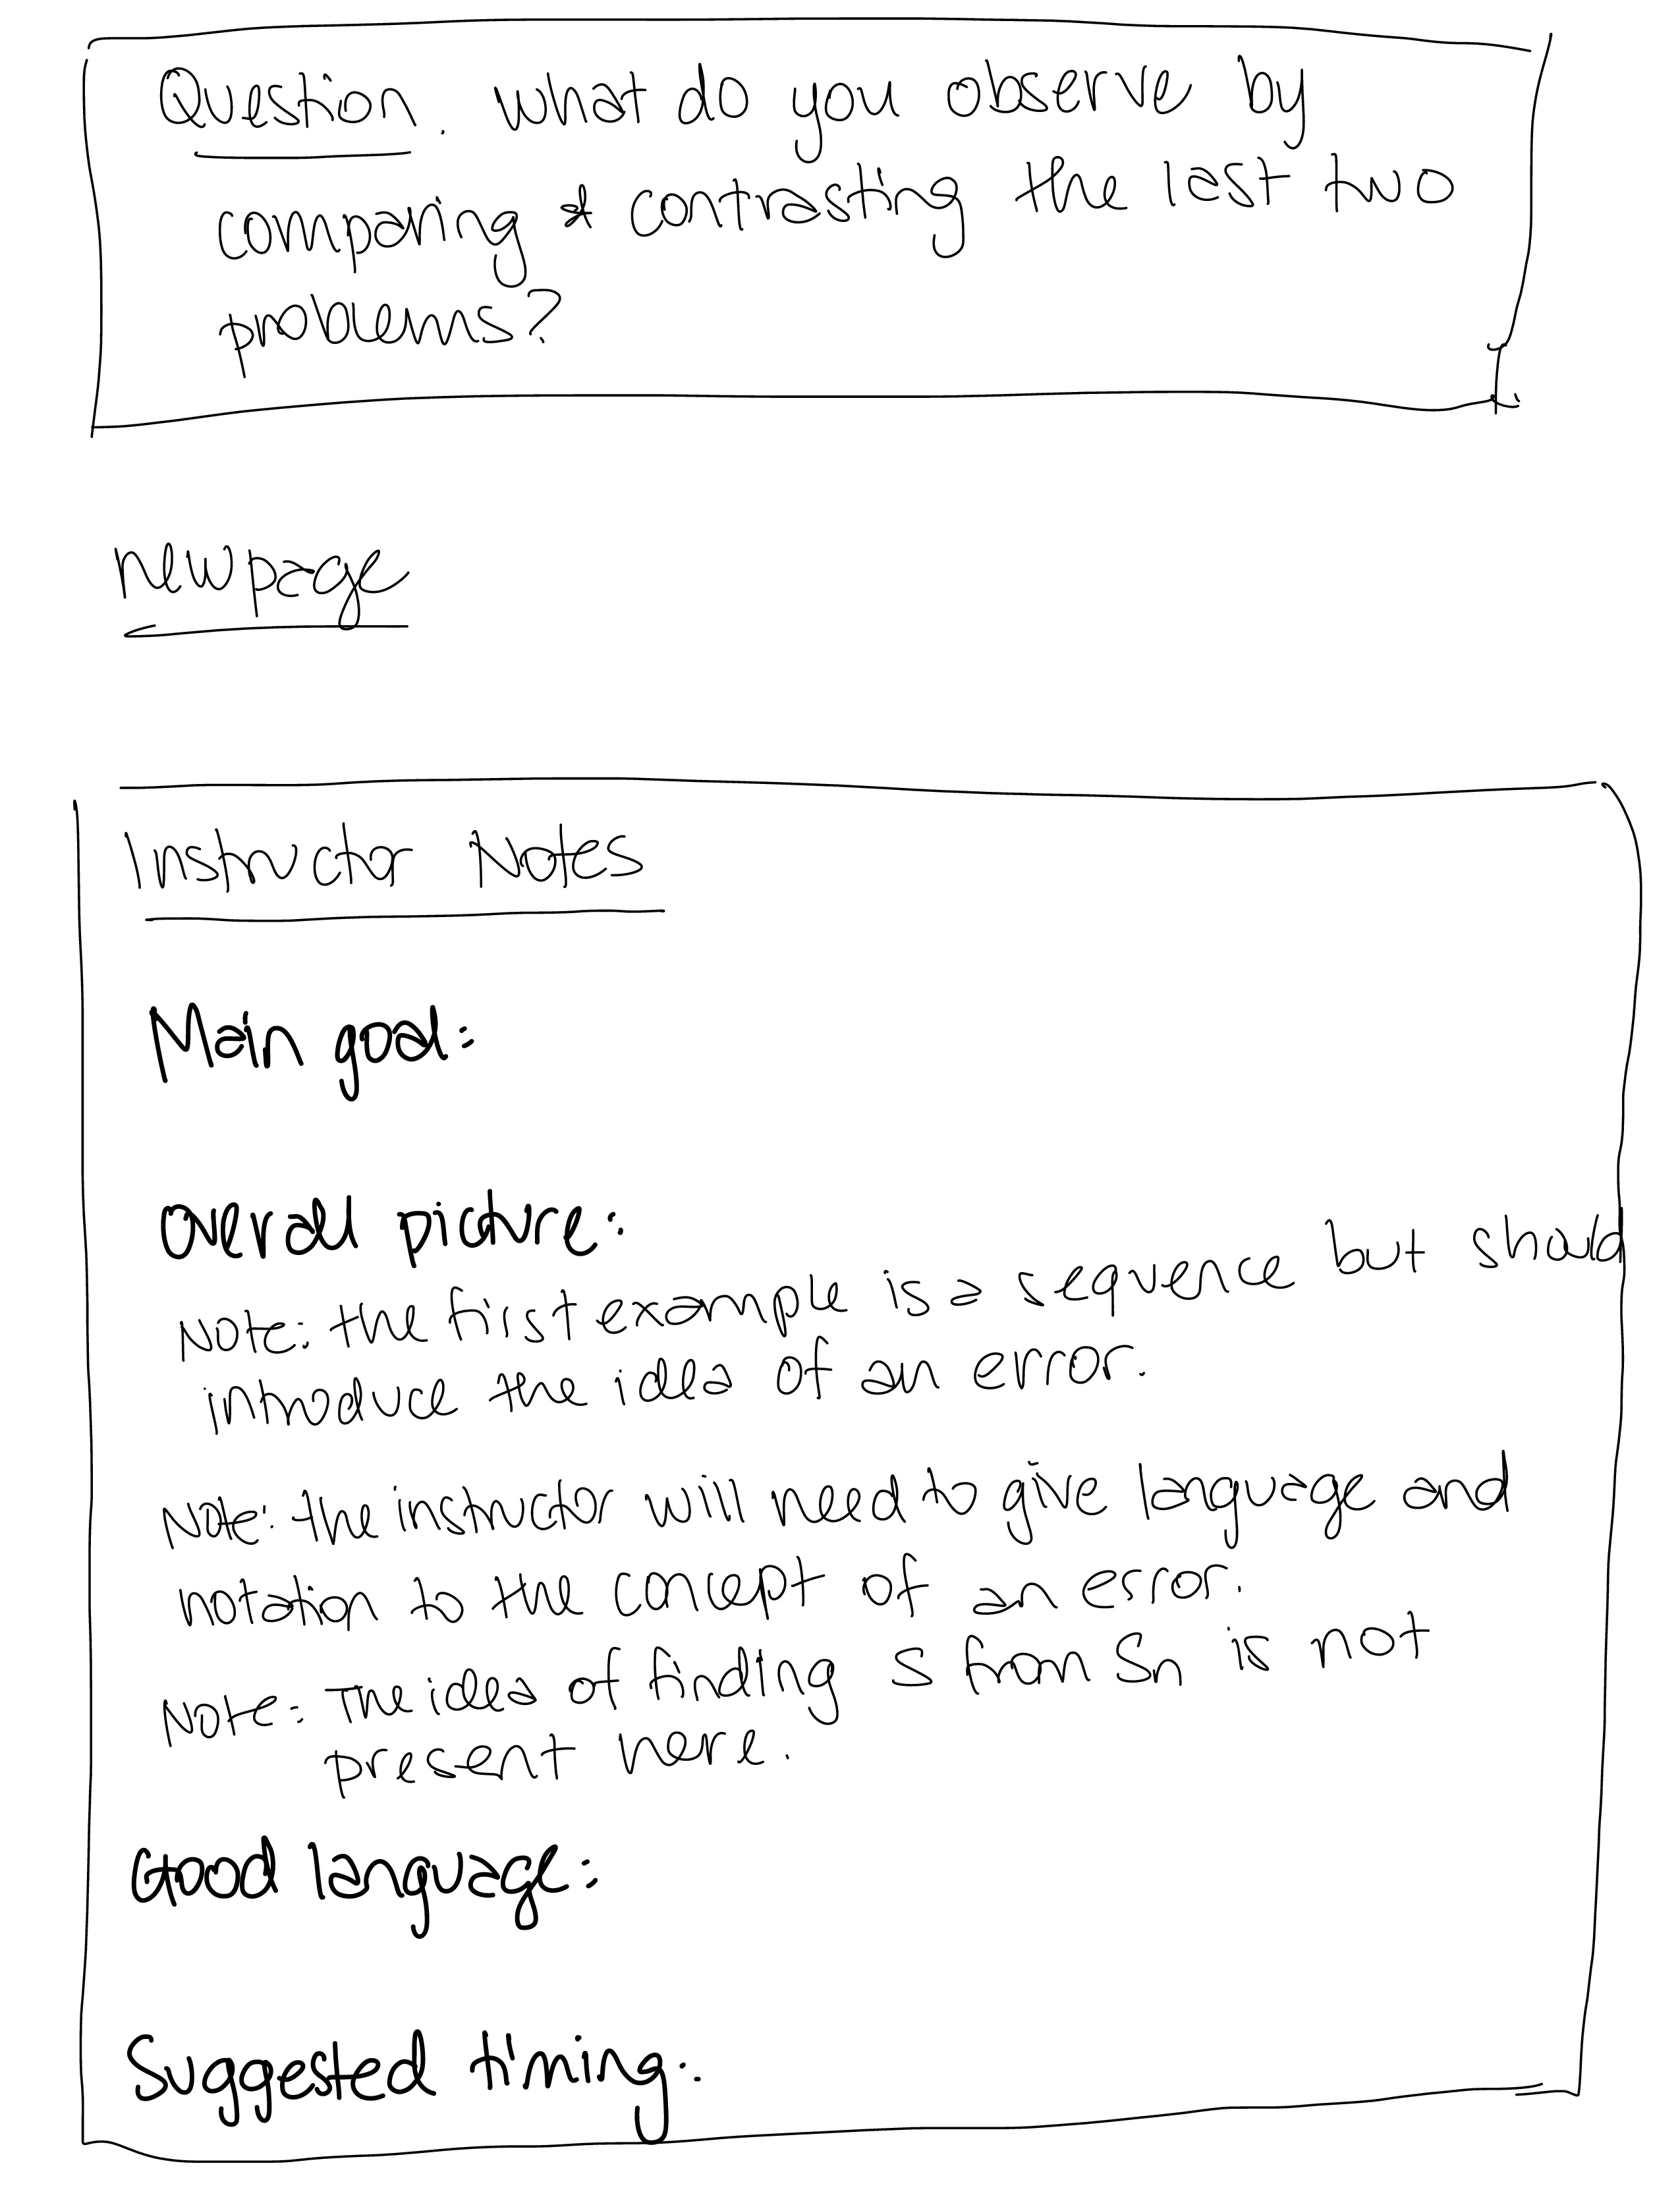 Question. What do you observe by
comparing & contrasting the last two
problems?
newpage
Instructor Notes
Main goal:
Overall picture:
Note: the first example is a sequence but should
introduce the idea of an error.
Note: the instructor will need to give language and
notation to the concept of an error.
Note: The idea of finding S from Sn is not
present here.
Good language:
Suggested timing: